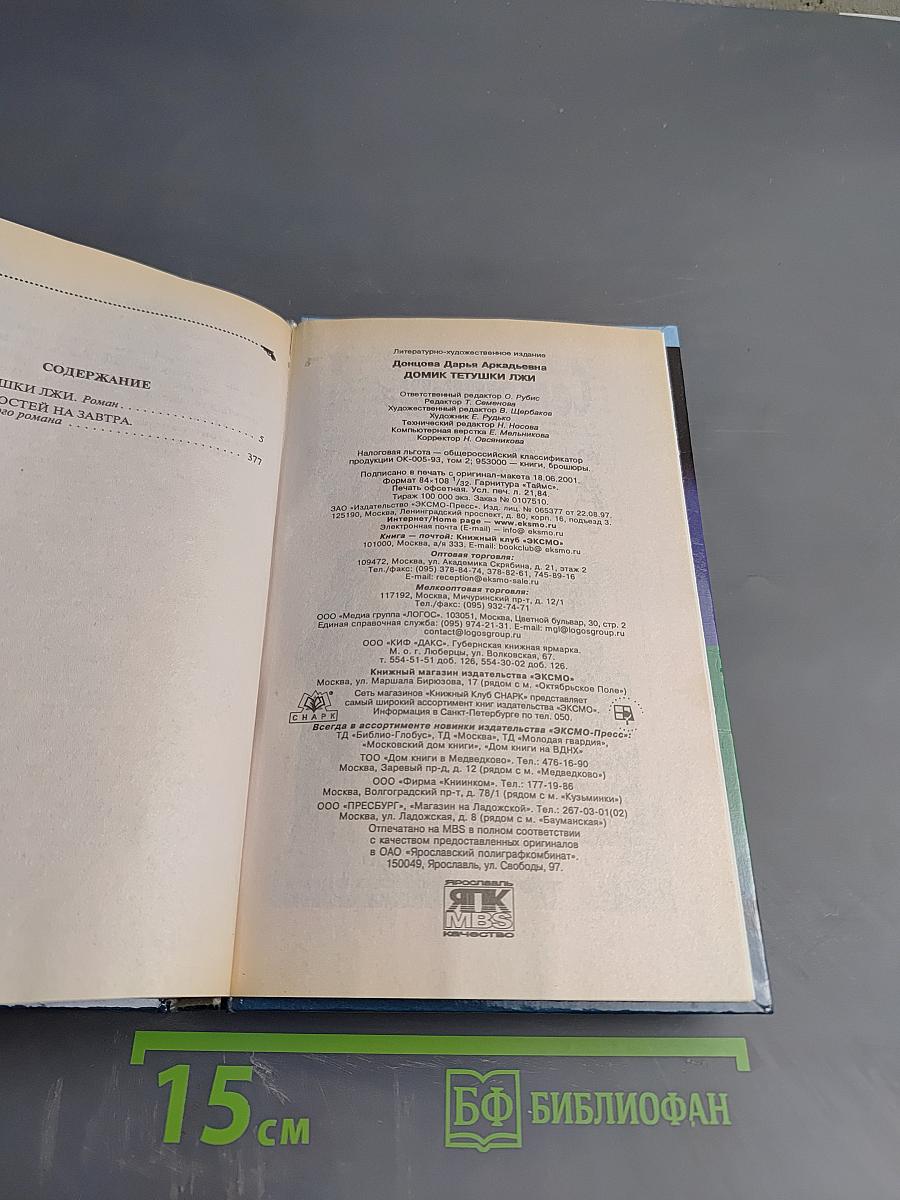 СОДЕРЖАНИЕ
ШКИ ЛЖИ. Роман 5
ОСТЕЙ НА ЗАВТРА.
ого романа 377
Литературно-художественное издание
Донцова Дарья Аркадьевна
ДОМИК ТЕТУШКИ ЛЖИ
Ответственный редактор О. Рубис
Редактор Т. Семенова
Художественный редактор В. Щербаков
Художник Е. Рудько
Технический редактор Н. Носова
Компьютерная верстка Е. Мельникова
Корректор Н. Овсяникова
Налоговая льгота — общероссийский классификатор
продукции ОК-005-93, том 2; 953000 — книги, брошюры.
Подписано в печать с оригинал-макета 18.06.2001.
Формат 84×108 1/32. Гарнитура «Таймс».
Печать офсетная. Усл. печ. л. 21,84.
Тираж 100 000 экз. Заказ № 0107510.
ЗАО «Издательство «ЭКСМО-Пресс». Изд. лиц. № 065377 от 22.08.97.
125190, Москва, Ленинградский проспект, д. 80, корп. 16, подъезд 3.
Интернет/Home page — www.eksmo.ru
Электронная почта (E-mail) — info@ eksmo.ru
Книга — почтой: Книжный клуб «ЭКСМО»
101000, Москва, а/я 333. E-mail: bookclub@ eksmo.ru
Оптовая торговля:
109472, Москва, ул. Академика Скрябина, д. 21, этаж 2
Тел./факс: (095) 378-84-74, 378-82-61, 745-89-16
E-mail: reception@eksmo-sale.ru
Мелкооптовая торговля:
117192, Москва, Мичуринский пр-т, д. 12/1
Тел./факс: (095) 932-74-71
ООО «Медиа группа «ЛОГОС». 103051, Москва, Цветной бульвар, 30, стр. 2
Единая справочная служба: (095) 974-21-31. E-mail: mgl@logosgroup.ru
contact@logosgroup.ru
ООО «КИФ «ДАКС». Губернская книжная ярмарка.
М. о. г. Люберцы, ул. Волковская, 67.
т. 554-51-51 доб. 126, 554-30-02 доб. 126.
Книжный магазин издательства «ЭКСМО»
Москва, ул. Маршала Бирюзова, 17 (рядом с м. «Октябрьское Поле»)
Сеть магазинов «Книжный Клуб СНАРК» представляет
самый широкий ассортимент книг издательства «ЭКСМО».
Информация в Санкт-Петербурге по тел. 050.
СНАРК
Всегда в ассортименте новинки издательства «ЭКСМО-Пресс»:
ТД «Библио-Глобус», ТД «Москва», ТД «Молодая гвардия»,
«Московский дом книги», «Дом книги на ВДНХ»
ТОО «Дом книги в Медведково». Тел.: 476-16-90
Москва, Заревый пр-д, д. 12 (рядом с м. «Медведково»)
ООО «Фирма «Книинком». Тел.: 177-19-86
Москва, Волгоградский пр-т, д. 78/1 (рядом с м. «Кузьминки»)
ООО «ПРЕСБУРГ», «Магазин на Ладожской». Тел.: 267-03-01(02)
Москва, ул. Ладожская, д. 8 (рядом с м. «Бауманская»)
Отпечатано на MBS в полном соответствии
с качеством предоставленных оригиналов
в ОАО «Ярославский полиграфкомбинат».
150049, Ярославль, ул. Свободы, 97.
ЯРОСЛАВЛЬ
ЯПК
MBS
КАЧЕСТВО
15 см
БФ БИБЛИОФАН